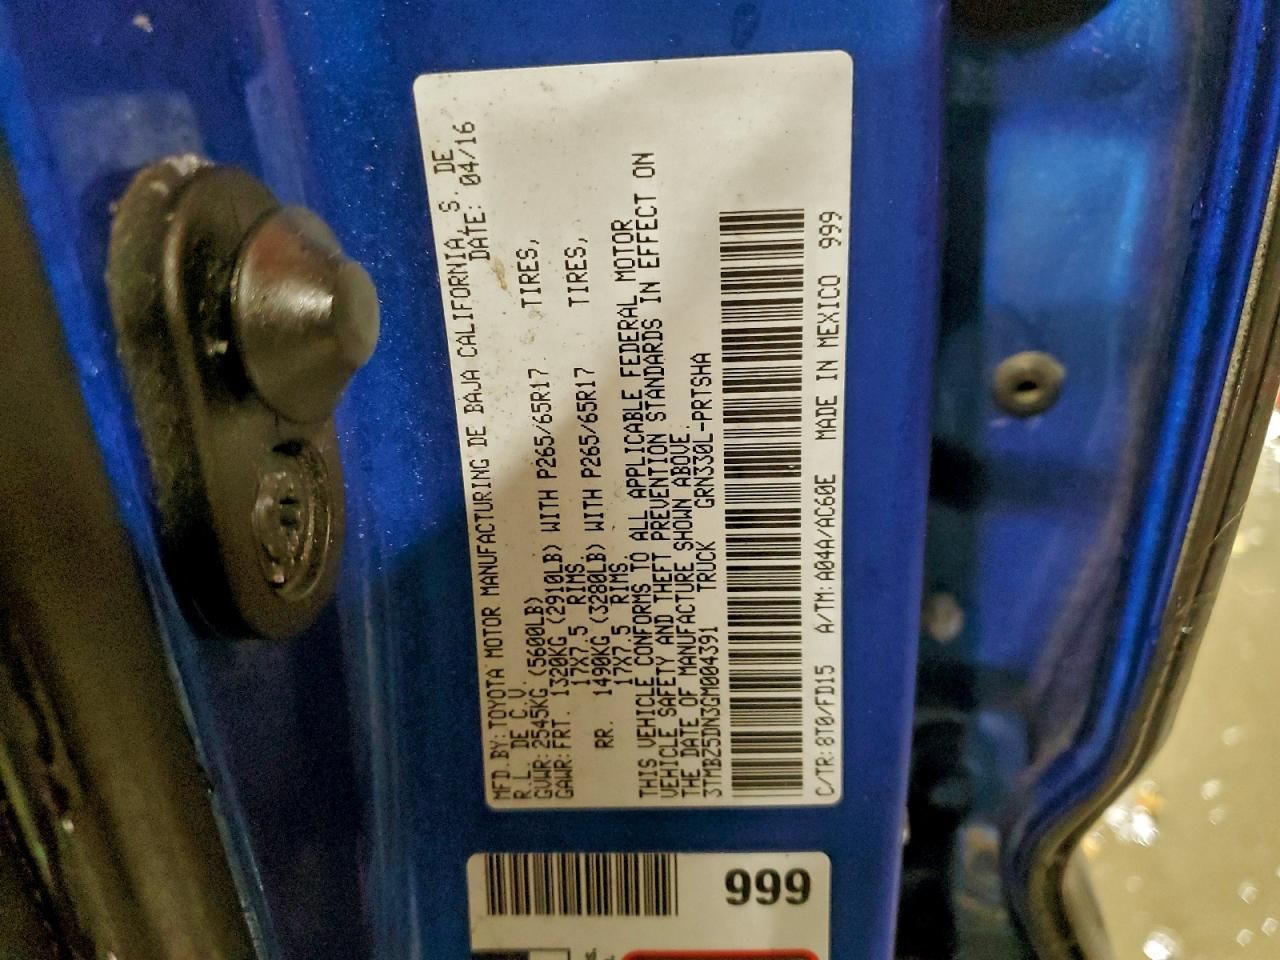 MFD.BY:TOYOTA MOTOR MANUFACTURING DE BAJA CALIFORNIA, S. DE
R.L. DE C.V. DATE: 04/16
GVWR:2545KG (5600LB)
GAWR:FRT. 1320KG (2910LB) WITH P265/65R17 TIRES,
17X7.5 RIMS.
RR. 1490KG (3280LB) WITH P265/65R17 TIRES,
17X7.5 RIMS
THIS VEHICLE CONFORMS TO ALL APPLICABLE FEDERAL MOTOR
VEHICLE SAFETY AND THEFT PREVENTION STANDARDS IN EFFECT ON
THE DATE OF MANUFACTURE SHOWN ABOVE.
3TMBZ5DN3GM004391 TRUCK GRN330L-PRTSHA
C/TR:8T0/FD15 A/TM:A04A/AC60E MADE IN MEXICO 999
999